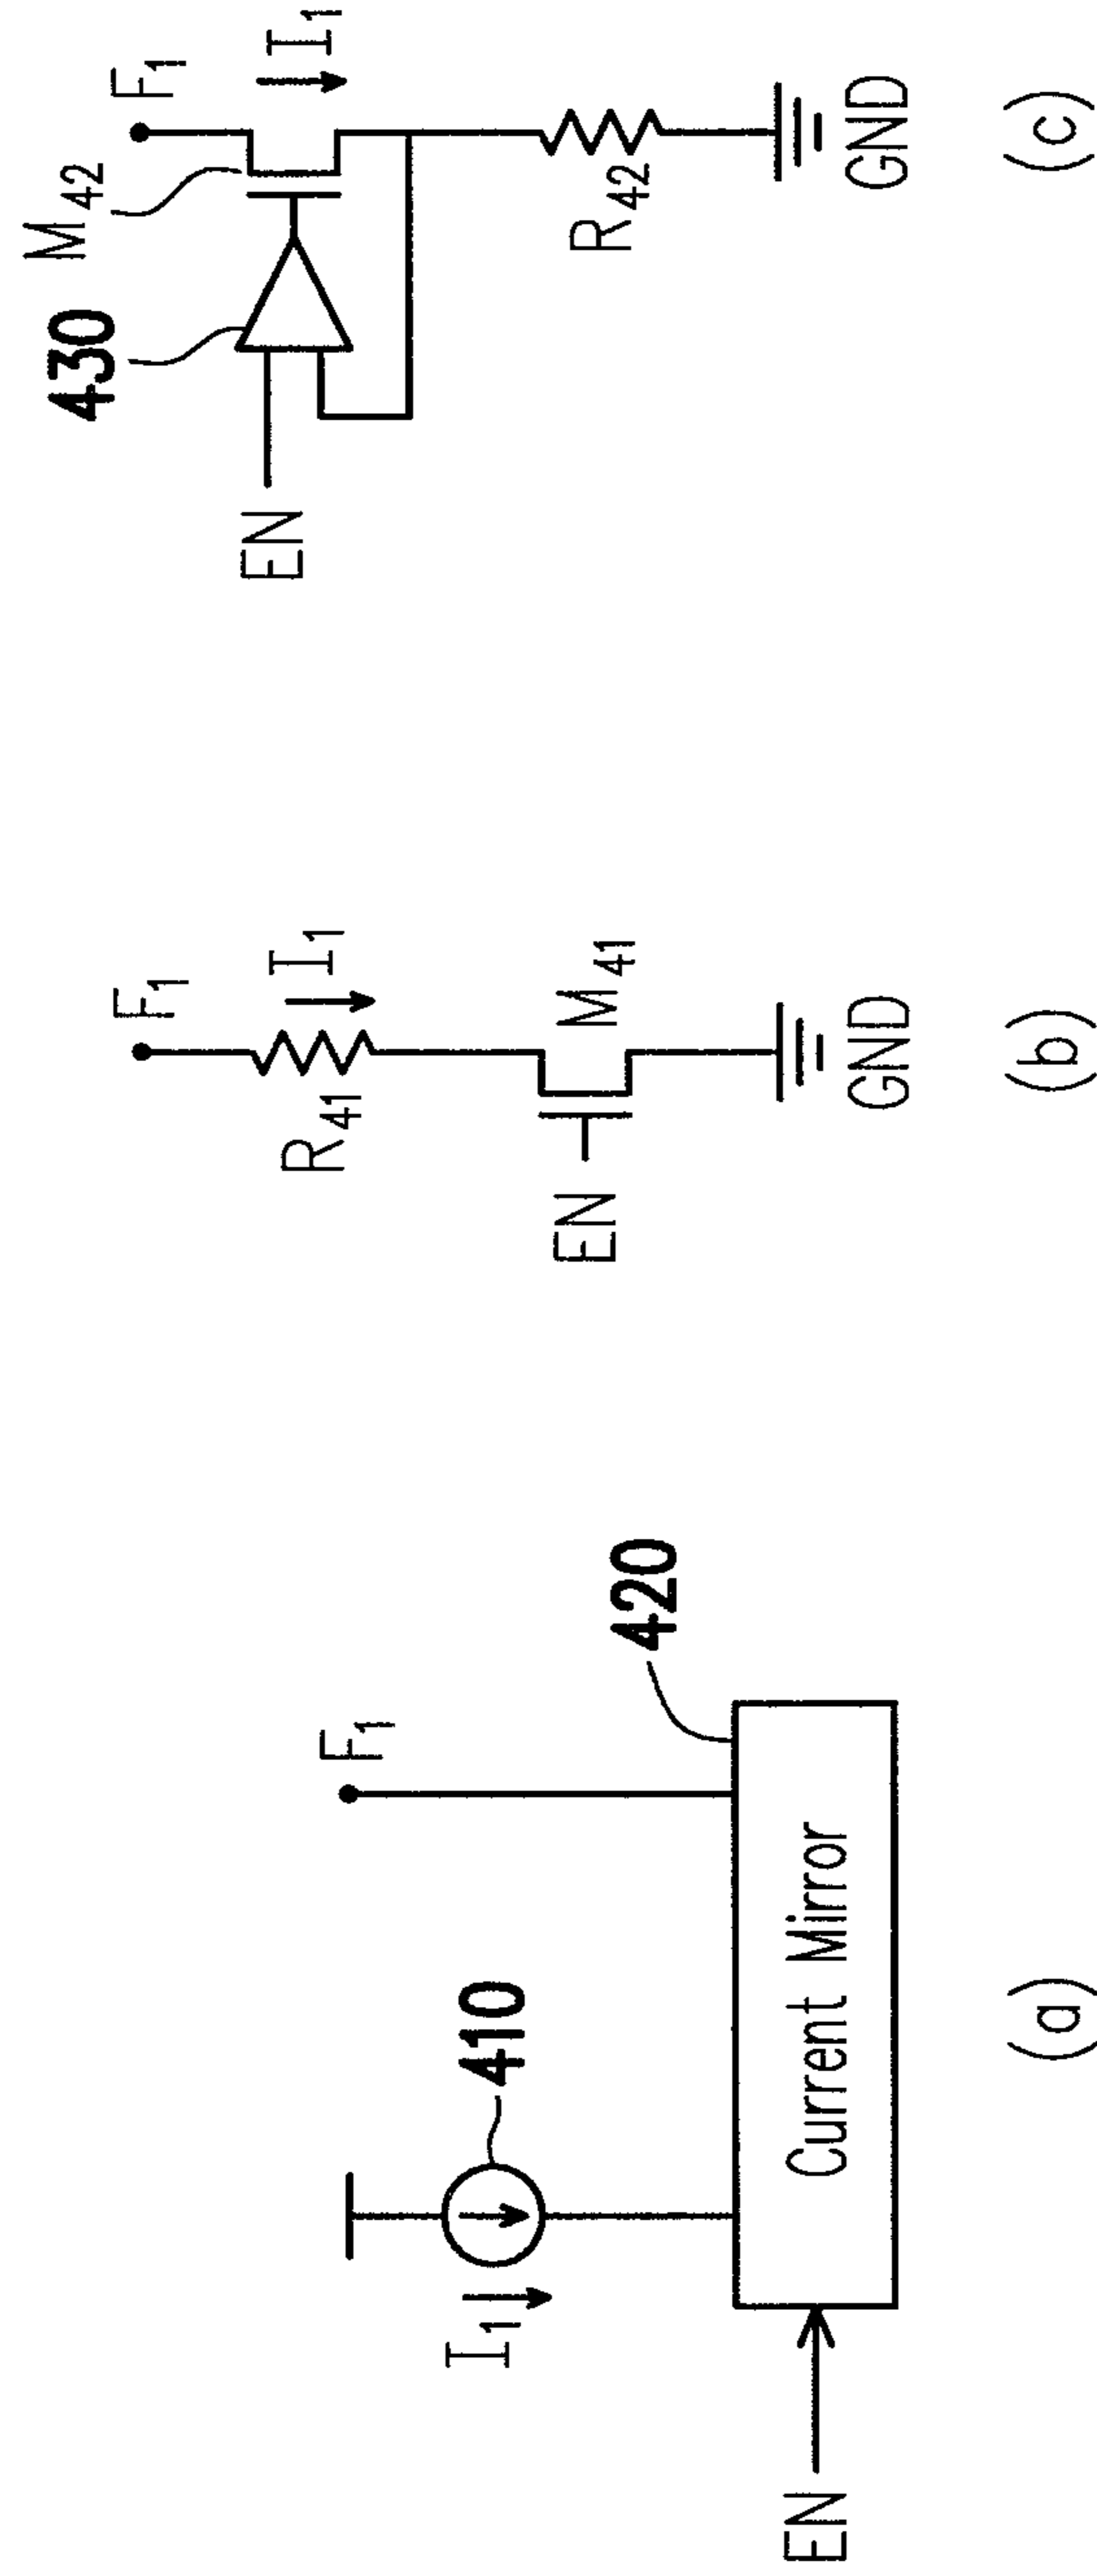 I1
410
F1
420
EN
Current Mirror
(a)
F1
R41
I1
EN
M41
GND
(b)
430
M42
F1
I1
EN
R42
GND
(c)